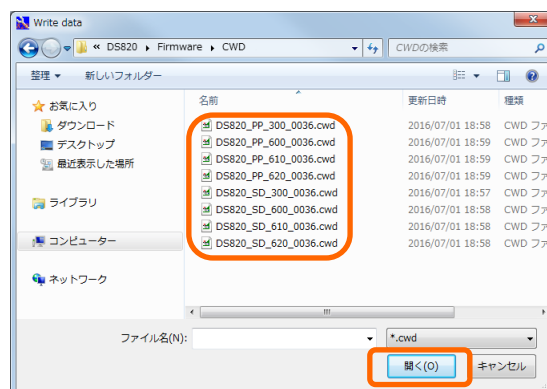 Write data
« DS820 ▸ Firmware ▸ CWD
CWDの検索
整理 ▼ 新しいフォルダー
名前 更新日時 種類
お気に入り
ダウンロード
デスクトップ
最近表示した場所
ライブラリ
コンピューター
ネットワーク
DS820_PP_300_0036.cwd 2016/07/01 18:58 CWD ファ
DS820_PP_600_0036.cwd 2016/07/01 18:59 CWD ファ
DS820_PP_610_0036.cwd 2016/07/01 18:59 CWD ファ
DS820_PP_620_0036.cwd 2016/07/01 18:59 CWD ファ
DS820_SD_300_0036.cwd 2016/07/01 18:57 CWD ファ
DS820_SD_600_0036.cwd 2016/07/01 18:58 CWD ファ
DS820_SD_610_0036.cwd 2016/07/01 18:58 CWD ファ
DS820_SD_620_0036.cwd 2016/07/01 18:58 CWD ファ
ファイル名(N):
*.cwd
開く(O) キャンセル